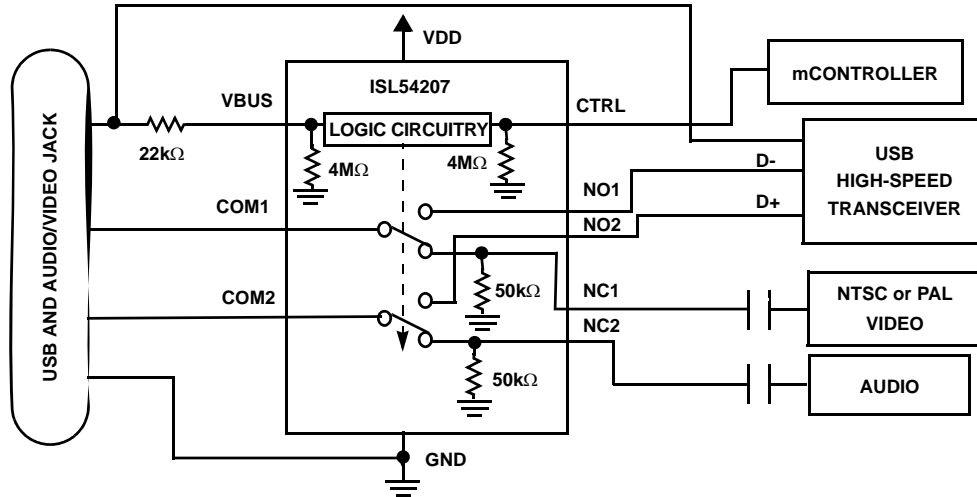 VDD
mCONTROLLER
ISL54207
VBUS
CTRL
LOGIC CIRCUITRY
22kΩ
4MΩ
4MΩ
USB
HIGH-SPEED
TRANSCEIVER
D-
D+
NO1
NO2
COM1
USB AND AUDIO/VIDEO JACK
50kΩ
NC1
NTSC or PAL
VIDEO
COM2
NC2
50kΩ
AUDIO
GND